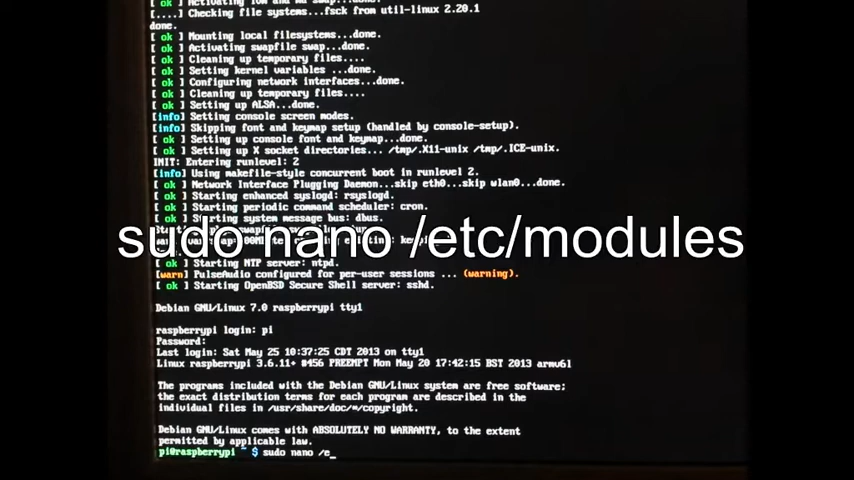 [ ok ] Activating lvm and md swap...done.
[....] Checking file systems...fsck from util-linux 2.20.1
done.
[ ok ] Mounting local filesystems...done.
[ ok ] Activating swapfile swap...done.
[ ok ] Cleaning up temporary files....
[ ok ] Setting kernel variables ...done.
[ ok ] Configuring network interfaces...done.
[ ok ] Cleaning up temporary files....
[ ok ] Setting up ALSA...done.
[info] Setting console screen modes.
[info] Skipping font and keymap setup (handled by console-setup).
[ ok ] Setting up console font and keymap...done.
[ ok ] Setting up X socket directories... /tmp/.X11-unix /tmp/.ICE-unix.
INIT: Entering runlevel: 2
[info] Using makefile-style concurrent boot in runlevel 2.
[ ok ] Network Interface Plugging Daemon...skip eth0...skip wlan0...done.
[ ok ] Starting enhanced syslogd: rsyslogd.
[ ok ] Starting periodic command scheduler: cron.
[ ok ] Starting system message bus: dbus.
sudo nano /etc/modules
[ ok ] Starting NTP server: ntpd.
[warn] PulseAudio configured for per-user sessions ... (warning).
[ ok ] Starting OpenBSD Secure Shell server: sshd.
Debian GNU/Linux 7.0 raspberrypi tty1
raspberrypi login: pi
Password:
Last login: Sat May 25 10:37:25 CDT 2013 on tty1
Linux raspberrypi 3.6.11+ #456 PREEMPT Mon May 20 17:42:15 BST 2013 armv6l
The programs included with the Debian GNU/Linux system are free software;
the exact distribution terms for each program are described in the
individual files in /usr/share/doc/*/copyright.
Debian GNU/Linux comes with ABSOLUTELY NO WARRANTY, to the extent
permitted by applicable law.
pi@raspberrypi ~ $ sudo nano /e_